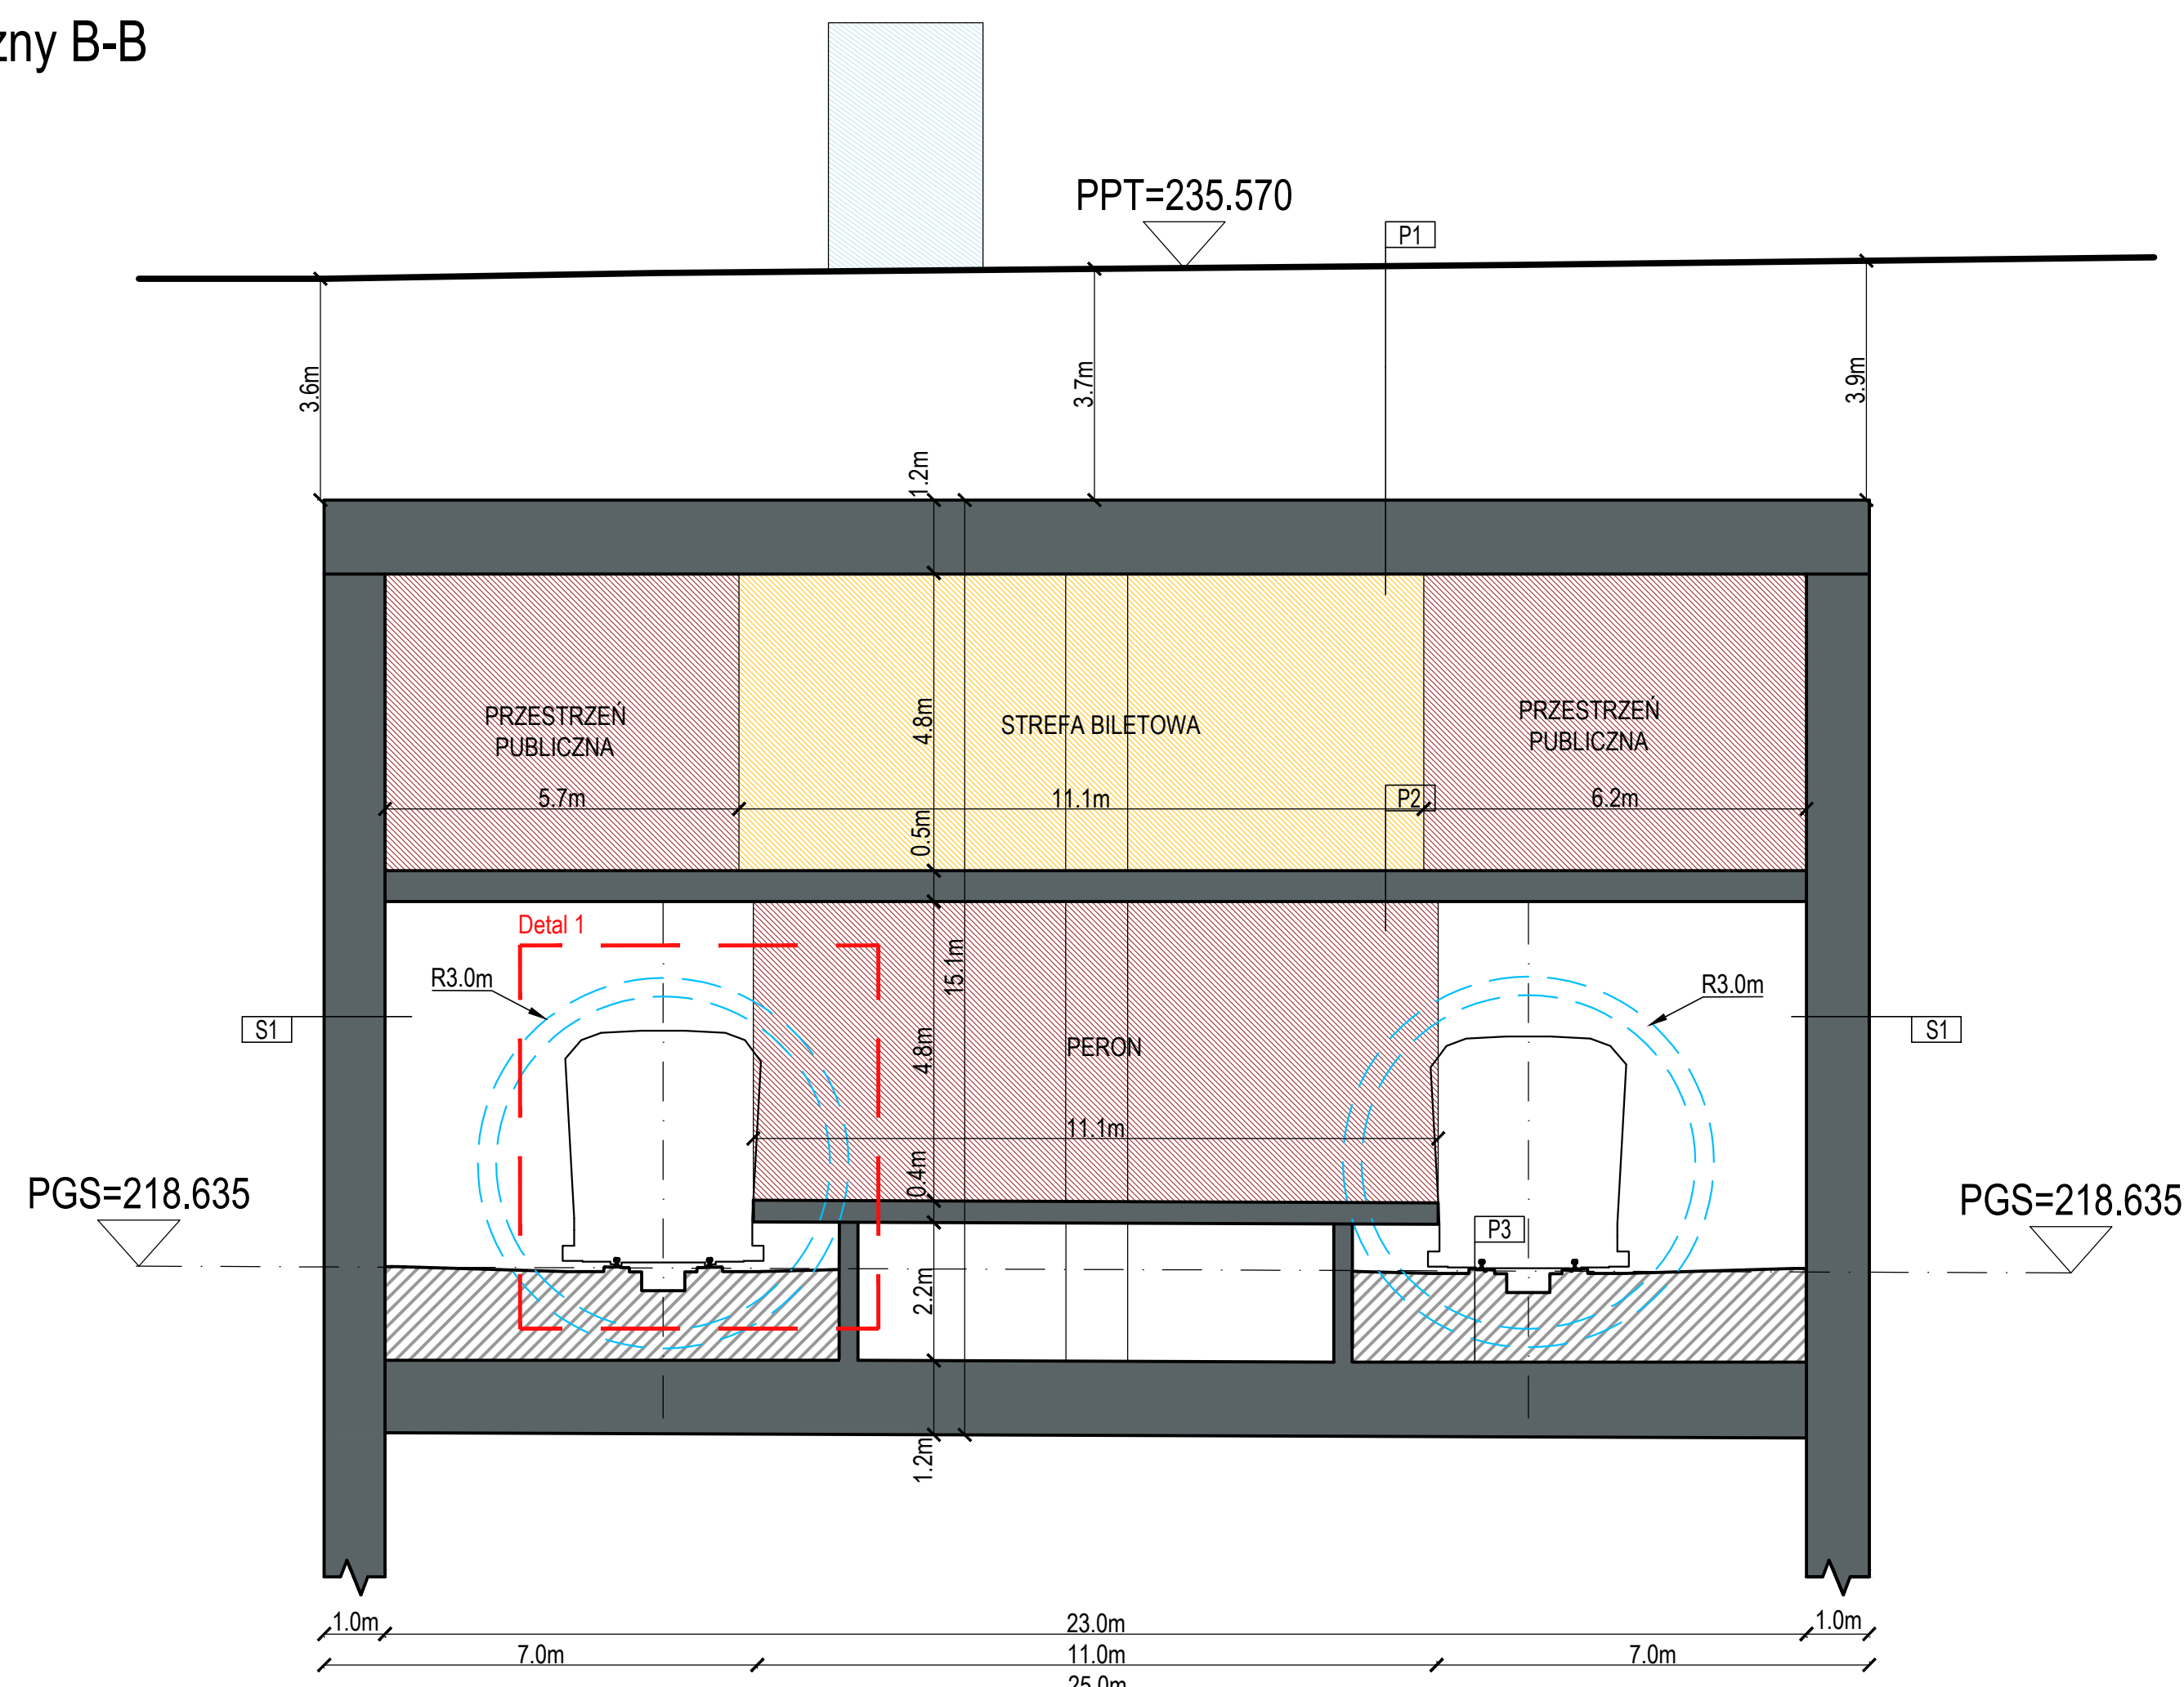 zny B-B
PPT=235.570
P1
3.6m
3.7m
3.9m
1.2m
PRZESTRZEŃ
PUBLICZNA
4.8m
STREFA BILETOWA
PRZESTRZEŃ
PUBLICZNA
5.7m
11.1m
P2
6.2m
0.5m
Detal 1
R3.0m
15.1m
R3.0m
S1
4.8m
PERON
S1
11.1m
0.4m
PGS=218.635
PGS=218.635
P3
2.2m
1.2m
1.0m
23.0m
1.0m
7.0m
11.0m
7.0m
25.0m